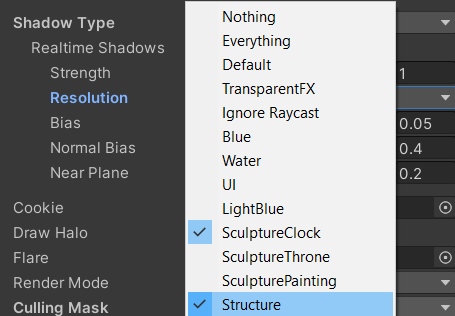 Nothing
Shadow Type
Everything
Realtime Shadows
Default
Strength
1
TransparentFX
Resolution
Ignore Raycast
Bias
Blue
0.05
Normal Bias
Water
0.4
Near Plane
UI
0.2
Cookie
LightBlue
Draw Halo
SculptureClock
Flare
SculptureThrone
Render Mode
SculpturePainting
Culling Mask
Structure